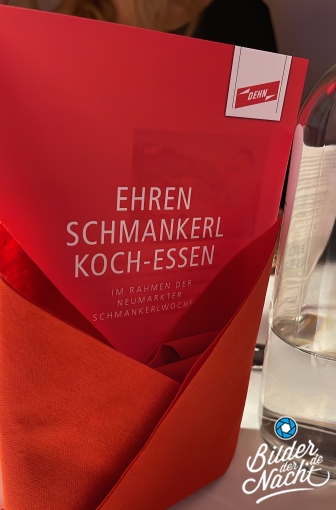 DEHN
EHREN
SCHMANKERL
KOCH-ESSEN
IM RAHMEN DER
NEUMARKTER
SCHMANKERLWOCHE
Bilder
der
Nacht
.de